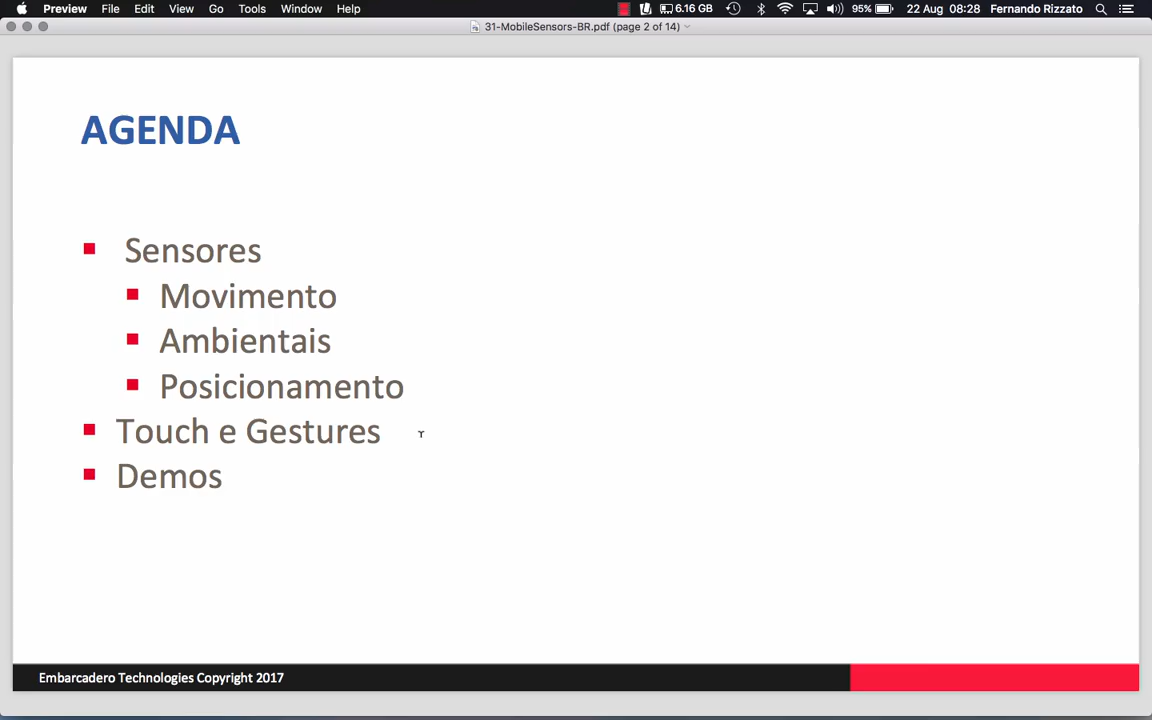 Preview File Edit View Go Tools Window Help 6.16 GB 95% 22 Aug 08:28 Fernando Rizzato
31-MobileSensors-BR.pdf (page 2 of 14)
AGENDA
Sensores
Movimento
Ambientais
Posicionamento
Touch e Gestures
Demos
Embarcadero Technologies Copyright 2017